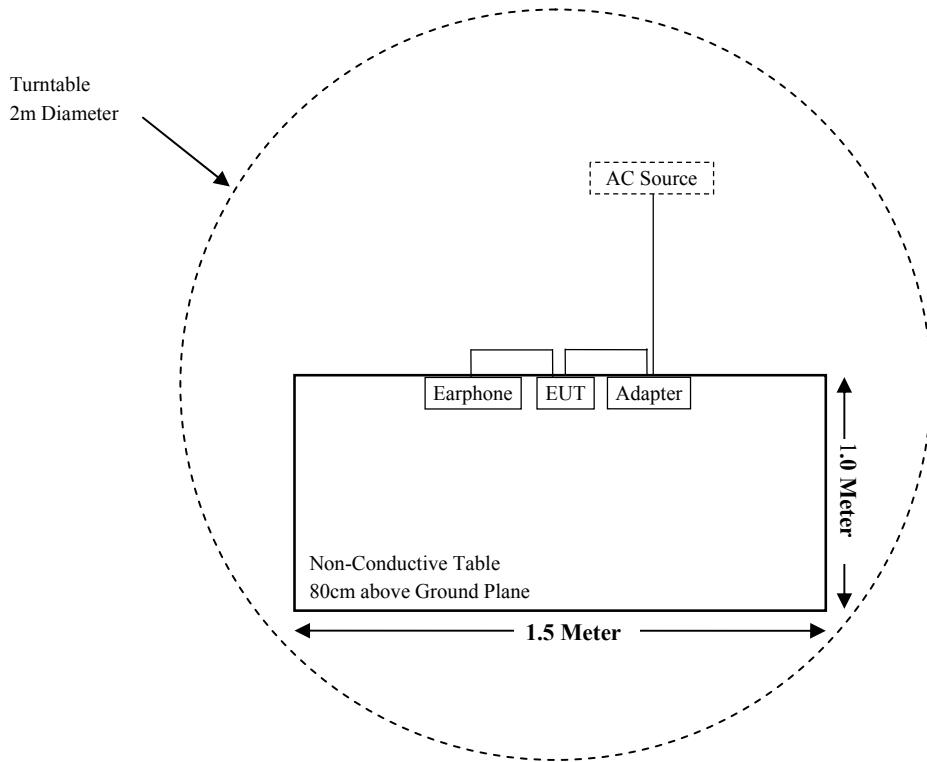 Turntable
2m Diameter
AC Source
Earphone
EUT
Adapter
1.0 Meter
Non-Conductive Table
80cm above Ground Plane
1.5 Meter